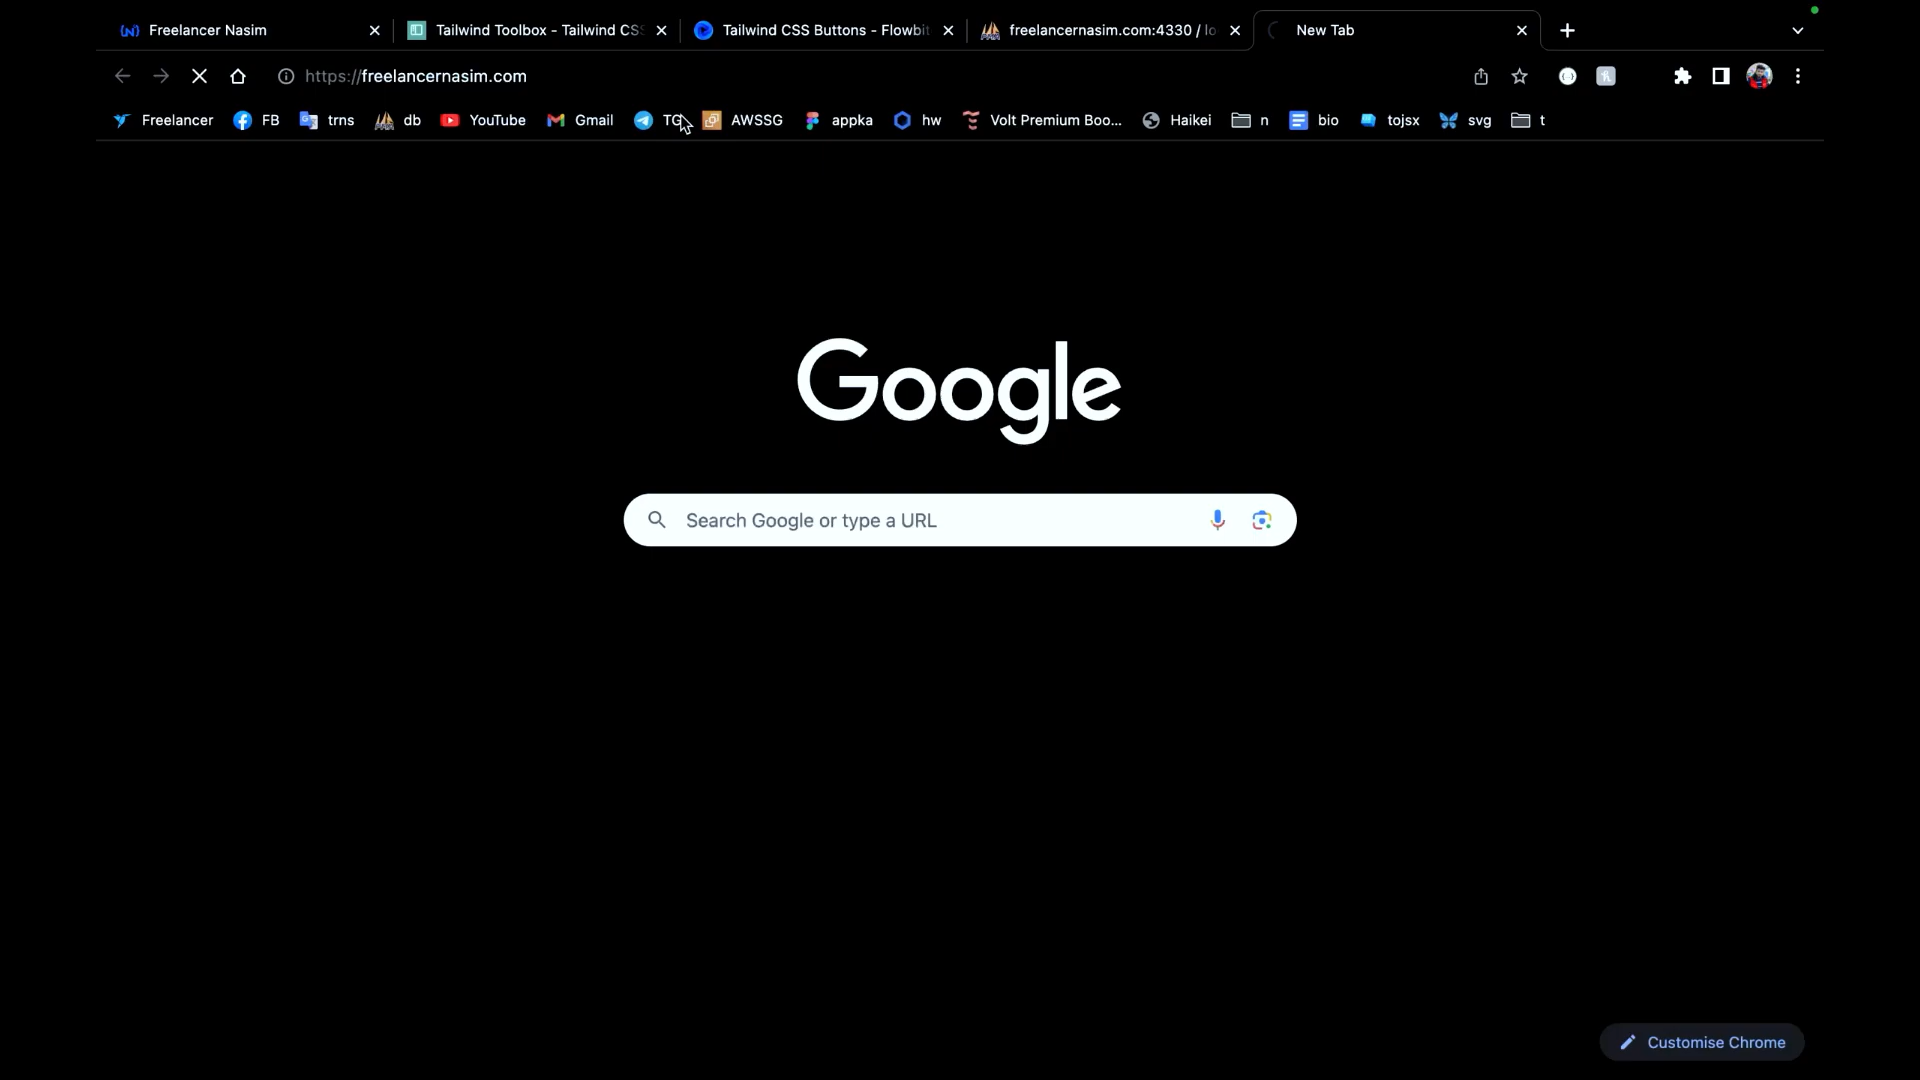 Freelancer Nasim
Tailwind Toolbox - Tailwind CS
Tailwind CSS Buttons - Flowbit
freelancernasim.com:4330 / lo
New Tab
https://freelancernasim.com
Freelancer FB trns db YouTube Gmail TG AWSSG appka hw Volt Premium Boo... Haikei n bio tojsx svg t
Google
Search Google or type a URL
Customise Chrome